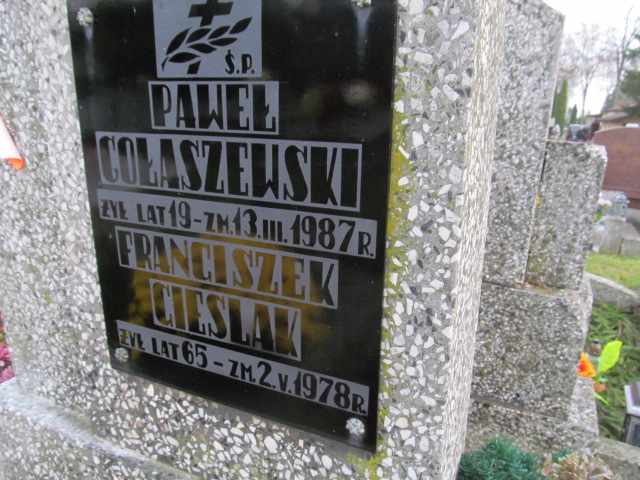 Ś.P.
PAWEŁ
GOŁASZEWSKI
ŻYŁ LAT 19 - ZM. 13.III.1987 R.
FRANCISZEK
CIEŚLAK
ŻYŁ LAT 65 - ZM. 2.V.1978 R.